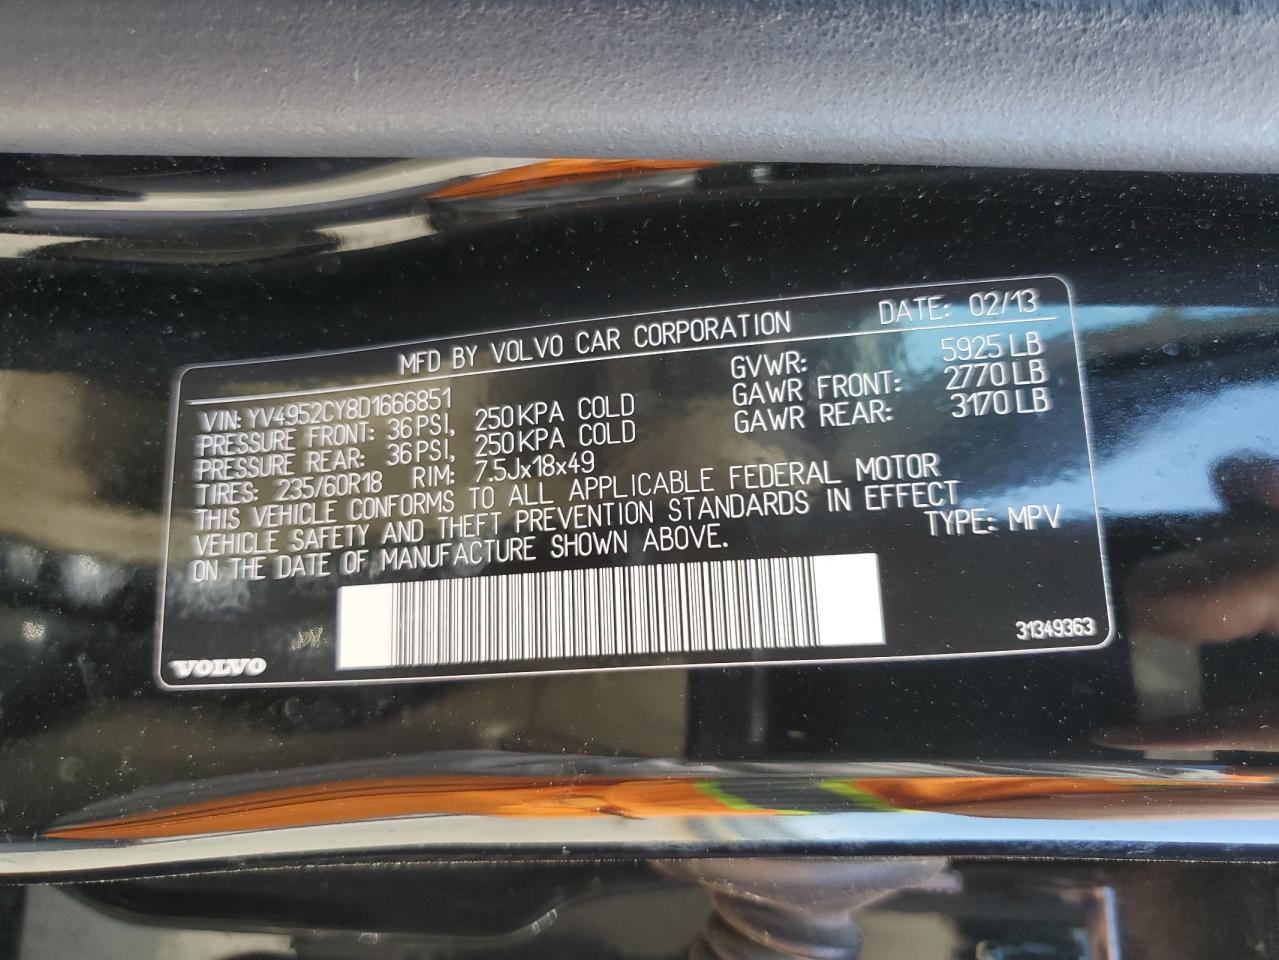 MFD BY VOLVO CAR CORPORATION DATE: 02/13
VIN: YV4952CY8D1666851 GVWR: 5925 LB
PRESSURE FRONT: 36 PSI, 250 KPA COLD GAWR FRONT: 2770 LB
PRESSURE REAR: 36 PSI, 250 KPA COLD GAWR REAR: 3170 LB
TIRES: 235/60R18 RIM: 7.5Jx18x49
THIS VEHICLE CONFORMS TO ALL APPLICABLE FEDERAL MOTOR
VEHICLE SAFETY AND THEFT PREVENTION STANDARDS IN EFFECT
ON THE DATE OF MANUFACTURE SHOWN ABOVE. TYPE: MPV
31349363
VOLVO